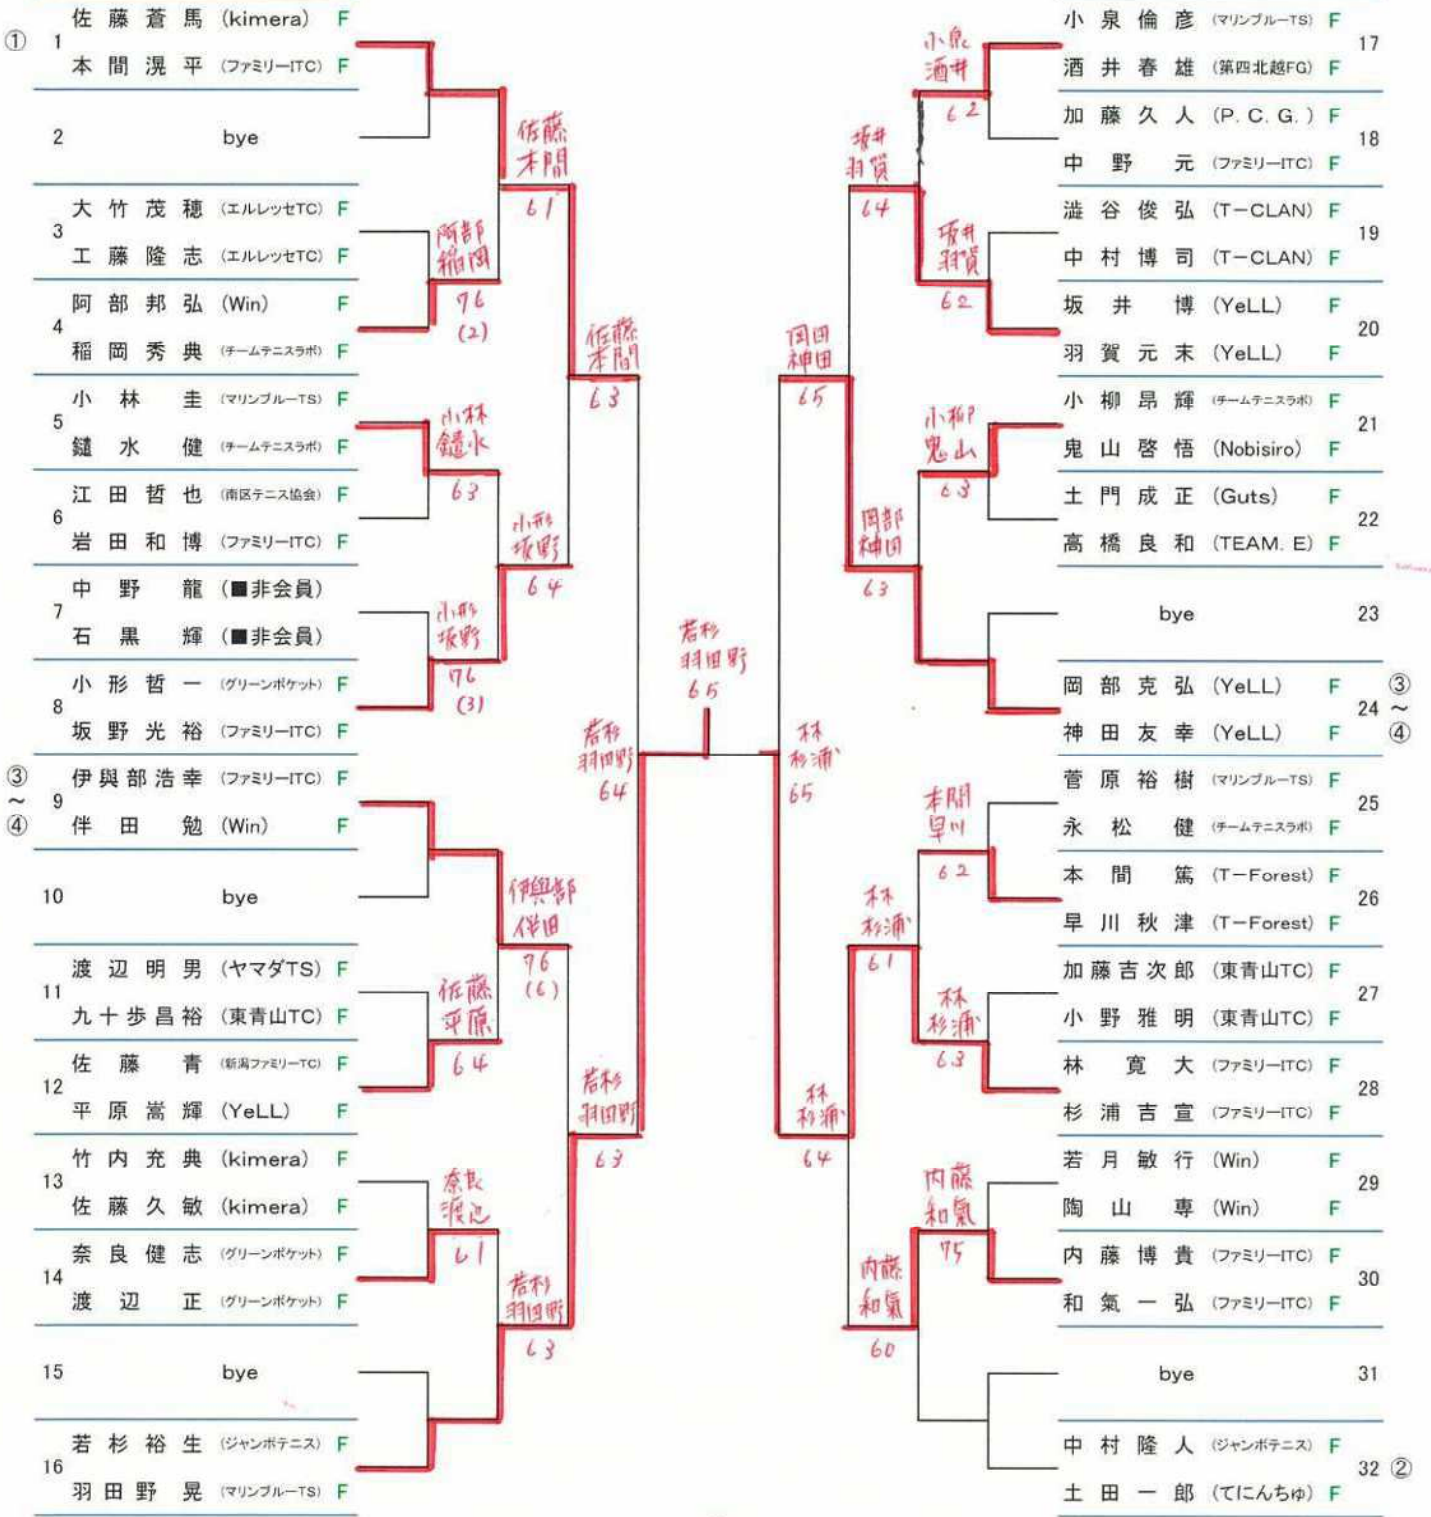 ① 1 佐藤蒼馬 (kimera) F
本間滉平 (ファミリーITC) F
2 bye
3 大竹茂穂 (エルレッセTC) F
工藤隆志 (エルレッセTC) F
4 阿部邦弘 (Win) F
稲岡秀典 (チームテニスラボ) F
5 小林圭 (マリンブルーTS) F
鑓水健 (チームテニスラボ) F
6 江田哲也 (南区テニス協会) F
岩田和博 (ファミリーITC) F
7 中野龍 (■非会員)
石黒輝 (■非会員)
8 小形哲一 (グリーンポケット) F
坂野光裕 (ファミリーITC) F
③～④ 9 伊與部浩幸 (ファミリーITC) F
伴田勉 (Win) F
10 bye
11 渡辺明男 (ヤマダTS) F
九十歩昌裕 (東青山TC) F
12 佐藤青 (新潟ファミリーTC) F
平原嵩輝 (YeLL) F
13 竹内充典 (kimera) F
佐藤久敏 (kimera) F
14 奈良健志 (グリーンポケット) F
渡辺正 (グリーンポケット) F
15 bye
16 若杉裕生 (ジャンボテニス) F
羽田野晃 (マリンブルーTS) F
阿部
稲岡
76
(2)
小林
鑓水
63
小形
坂野
76
(3)
佐藤
平原
64
奈良
渡辺
61
佐藤
本間
61
小形
坂野
64
伊與部
伴田
76
(6)
若杉
羽田野
63
佐藤
本間
63
若杉
羽田野
63
若杉
羽田野
64
若杉
羽田野
65
林
杉浦
65
岡田
神田
65
林
杉浦
64
坂井
羽賀
64
岡部
神田
63
林
杉浦
61
内藤
和氣
60
小泉
酒井
62
坂井
羽賀
62
小柳
鬼山
63
本間
早川
62
林
杉浦
63
内藤
和氣
75
小泉倫彦 (マリンブルーTS) F 17
酒井春雄 (第四北越FG) F
加藤久人 (P.C.G.) F 18
中野元 (ファミリーITC) F
澁谷俊弘 (T-CLAN) F 19
中村博司 (T-CLAN) F
坂井博 (YeLL) F 20
羽賀元末 (YeLL) F
小柳昂輝 (チームテニスラボ) F 21
鬼山啓悟 (Nobisiro) F
土門成正 (Guts) F 22
高橋良和 (TEAM.E) F
bye 23
岡部克弘 (YeLL) F 24 ③～④
神田友幸 (YeLL) F
菅原裕樹 (マリンブルーTS) F 25
永松健 (チームテニスラボ) F
本間篤 (T-Forest) F 26
早川秋津 (T-Forest) F
加藤吉次郎 (東青山TC) F 27
小野雅明 (東青山TC) F
林寛大 (ファミリーITC) F 28
杉浦吉宣 (ファミリーITC) F
若月敏行 (Win) F 29
陶山専 (Win) F
内藤博貴 (ファミリーITC) F 30
和氣一弘 (ファミリーITC) F
bye 31
中村隆人 (ジャンボテニス) F 32 ②
土田一郎 (てにんちゅ) F